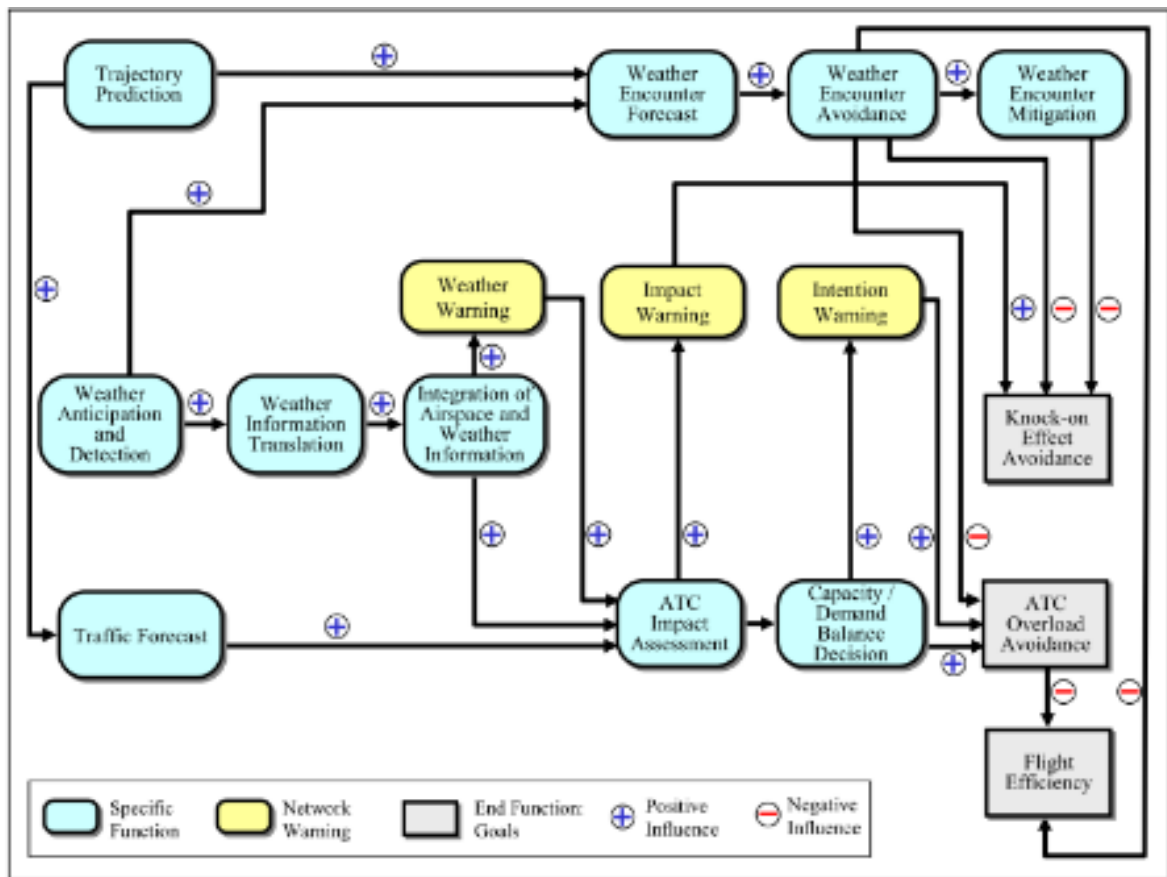 Trajectory
Prediction
Weather
Encounter
Forecast
Weather
Encounter
Avoidance
Weather
Encounter
Mitigation
Weather
Warning
Impact
Warning
Intention
Warning
Weather
Anticipation
and
Detection
Weather
Information
Translation
Integration of
Airspace and
Weather
Information
Knock-on
Effect
Avoidance
Traffic Forecast
ATC
Impact
Assessment
Capacity /
Demand
Balance
Decision
ATC
Overload
Avoidance
Flight
Efficiency
Specific
Function
Network
Warning
End Function:
Goals
Positive
Influence
Negative
Influence